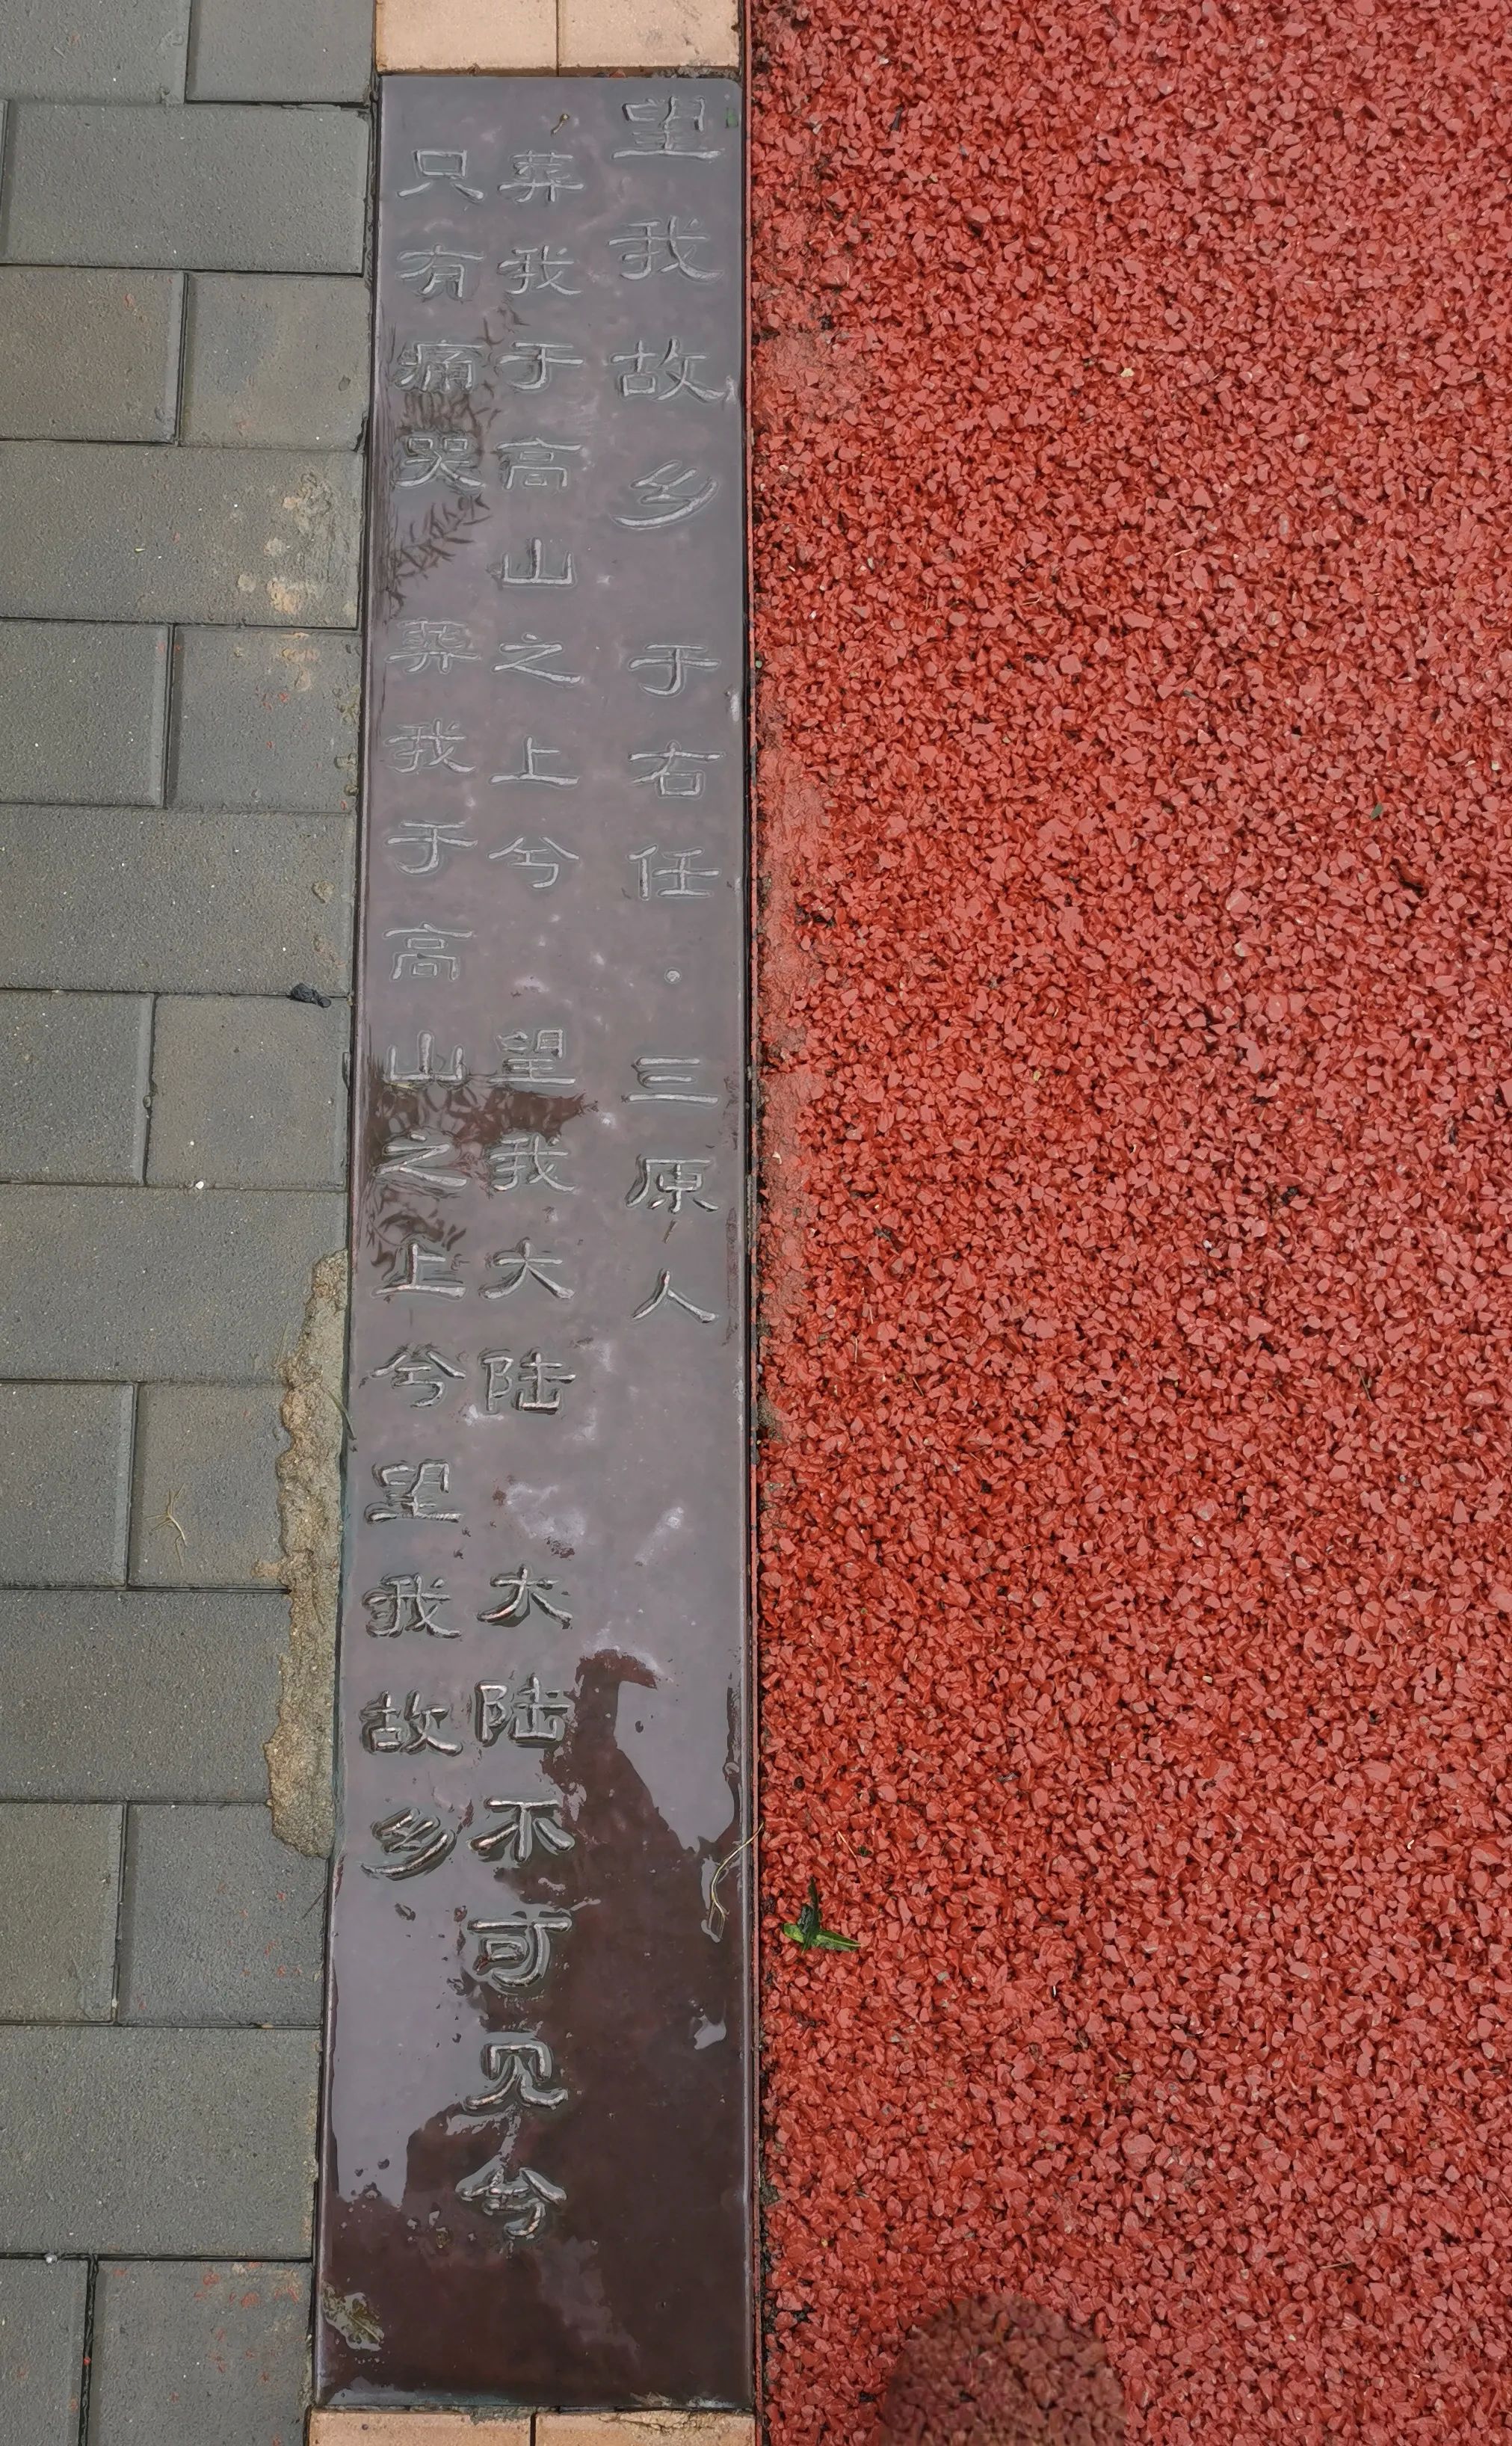 望我故乡 于右任·三原人
葬我于高山之上兮 望我大陆 大陆不可见兮
只有痛哭 葬我于高山之上兮望我故乡